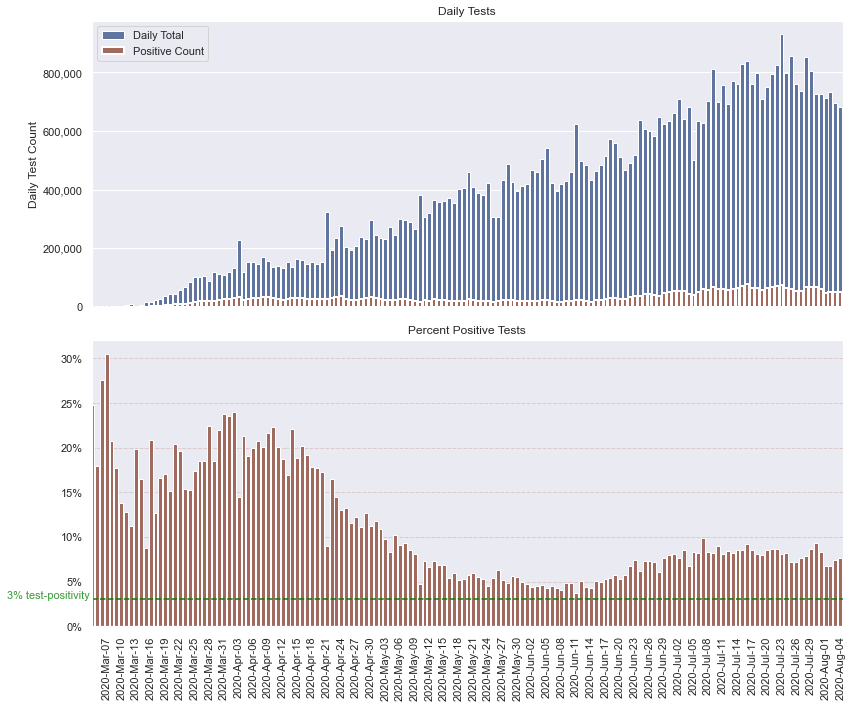 Daily Tests
Daily Total
Positive Count
Daily Test Count
800,000
600,000
400,000
200,000
0
Percent Positive Tests
30%
25%
20%
15%
10%
5%
3% test-positivity
0%
2020-Mar-07
2020-Mar-10
2020-Mar-13
2020-Mar-16
2020-Mar-19
2020-Mar-22
2020-Mar-25
2020-Mar-28
2020-Mar-31
2020-Apr-03
2020-Apr-06
2020-Apr-09
2020-Apr-12
2020-Apr-15
2020-Apr-18
2020-Apr-21
2020-Apr-24
2020-Apr-27
2020-Apr-30
2020-May-03
2020-May-06
2020-May-09
2020-May-12
2020-May-15
2020-May-18
2020-May-21
2020-May-24
2020-May-27
2020-May-30
2020-Jun-02
2020-Jun-05
2020-Jun-08
2020-Jun-11
2020-Jun-14
2020-Jun-17
2020-Jun-20
2020-Jun-23
2020-Jun-26
2020-Jun-29
2020-Jul-02
2020-Jul-05
2020-Jul-08
2020-Jul-11
2020-Jul-14
2020-Jul-17
2020-Jul-20
2020-Jul-23
2020-Jul-26
2020-Jul-29
2020-Aug-01
2020-Aug-04